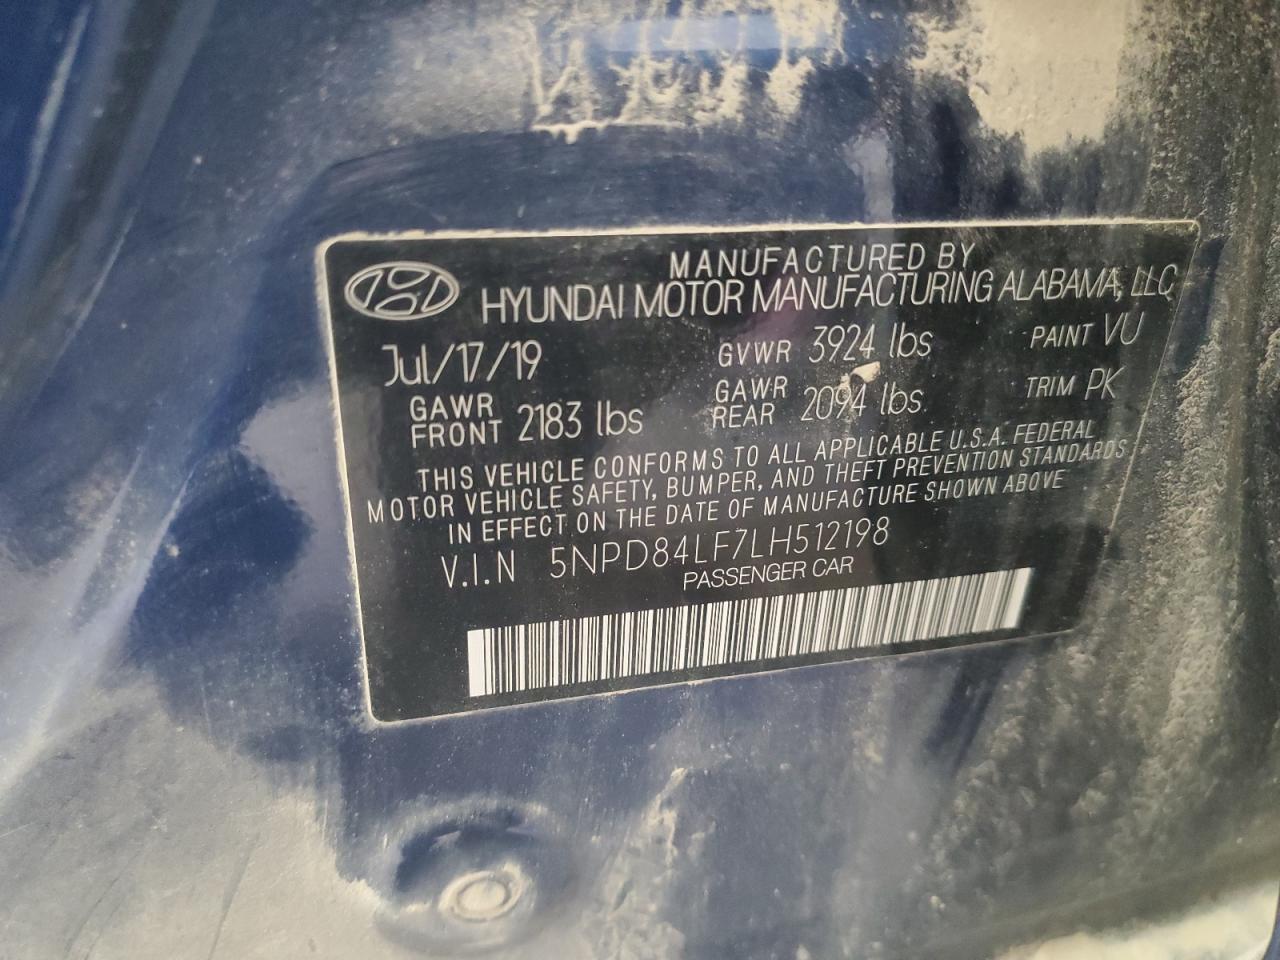 MANUFACTURED BY
HYUNDAI MOTOR MANUFACTURING ALABAMA, LLC
Jul/17/19 GVWR 3924 lbs PAINT VU
GAWR FRONT 2183 lbs GAWR REAR 2094 lbs TRIM PK
THIS VEHICLE CONFORMS TO ALL APPLICABLE U.S.A. FEDERAL
MOTOR VEHICLE SAFETY, BUMPER, AND THEFT PREVENTION STANDARDS
IN EFFECT ON THE DATE OF MANUFACTURE SHOWN ABOVE
V.I.N 5NPD84LF7LH512198
PASSENGER CAR